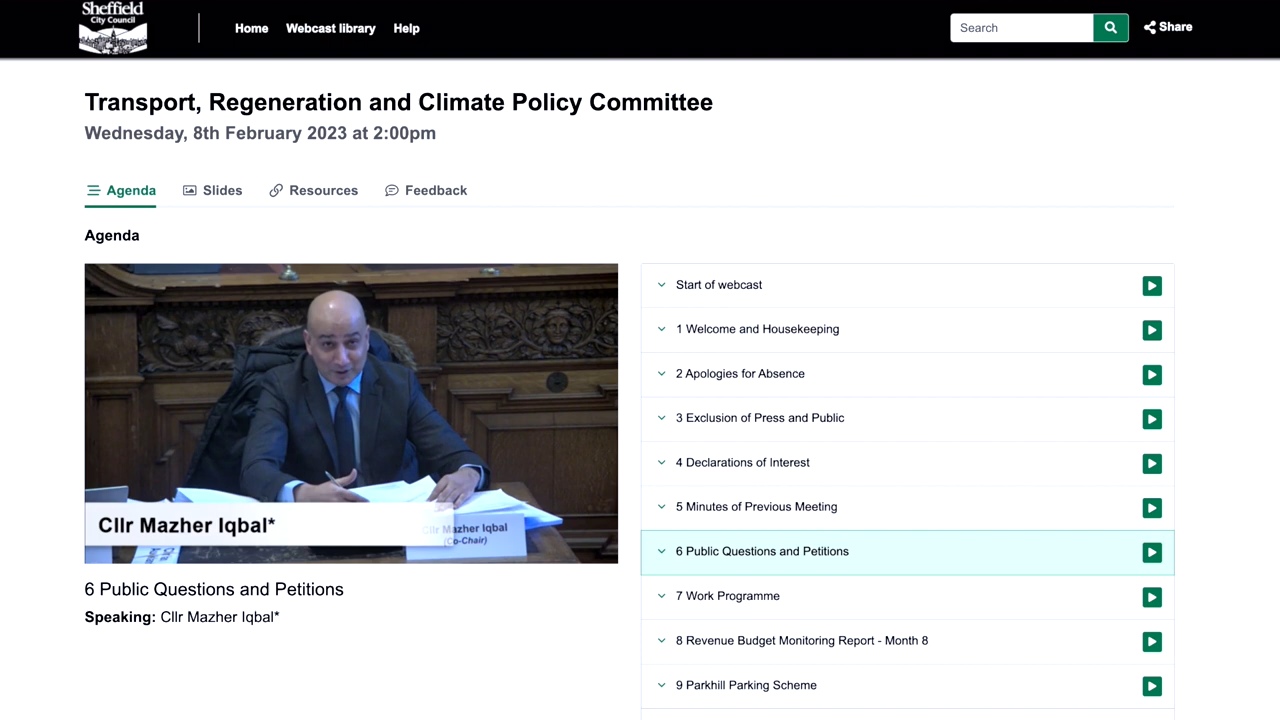 Sheffield
City Council
Home
Webcast library
Help
Search
Share
Transport, Regeneration and Climate Policy Committee
Wednesday, 8th February 2023 at 2:00pm
Agenda
Slides
Resources
Feedback
Agenda
Cllr Mazher Iqbal*
Cllr Mazher Iqbal
(Co-Chair)
6 Public Questions and Petitions
Speaking: Cllr Mazher Iqbal*
Start of webcast
1 Welcome and Housekeeping
2 Apologies for Absence
3 Exclusion of Press and Public
4 Declarations of Interest
5 Minutes of Previous Meeting
6 Public Questions and Petitions
7 Work Programme
8 Revenue Budget Monitoring Report - Month 8
9 Parkhill Parking Scheme